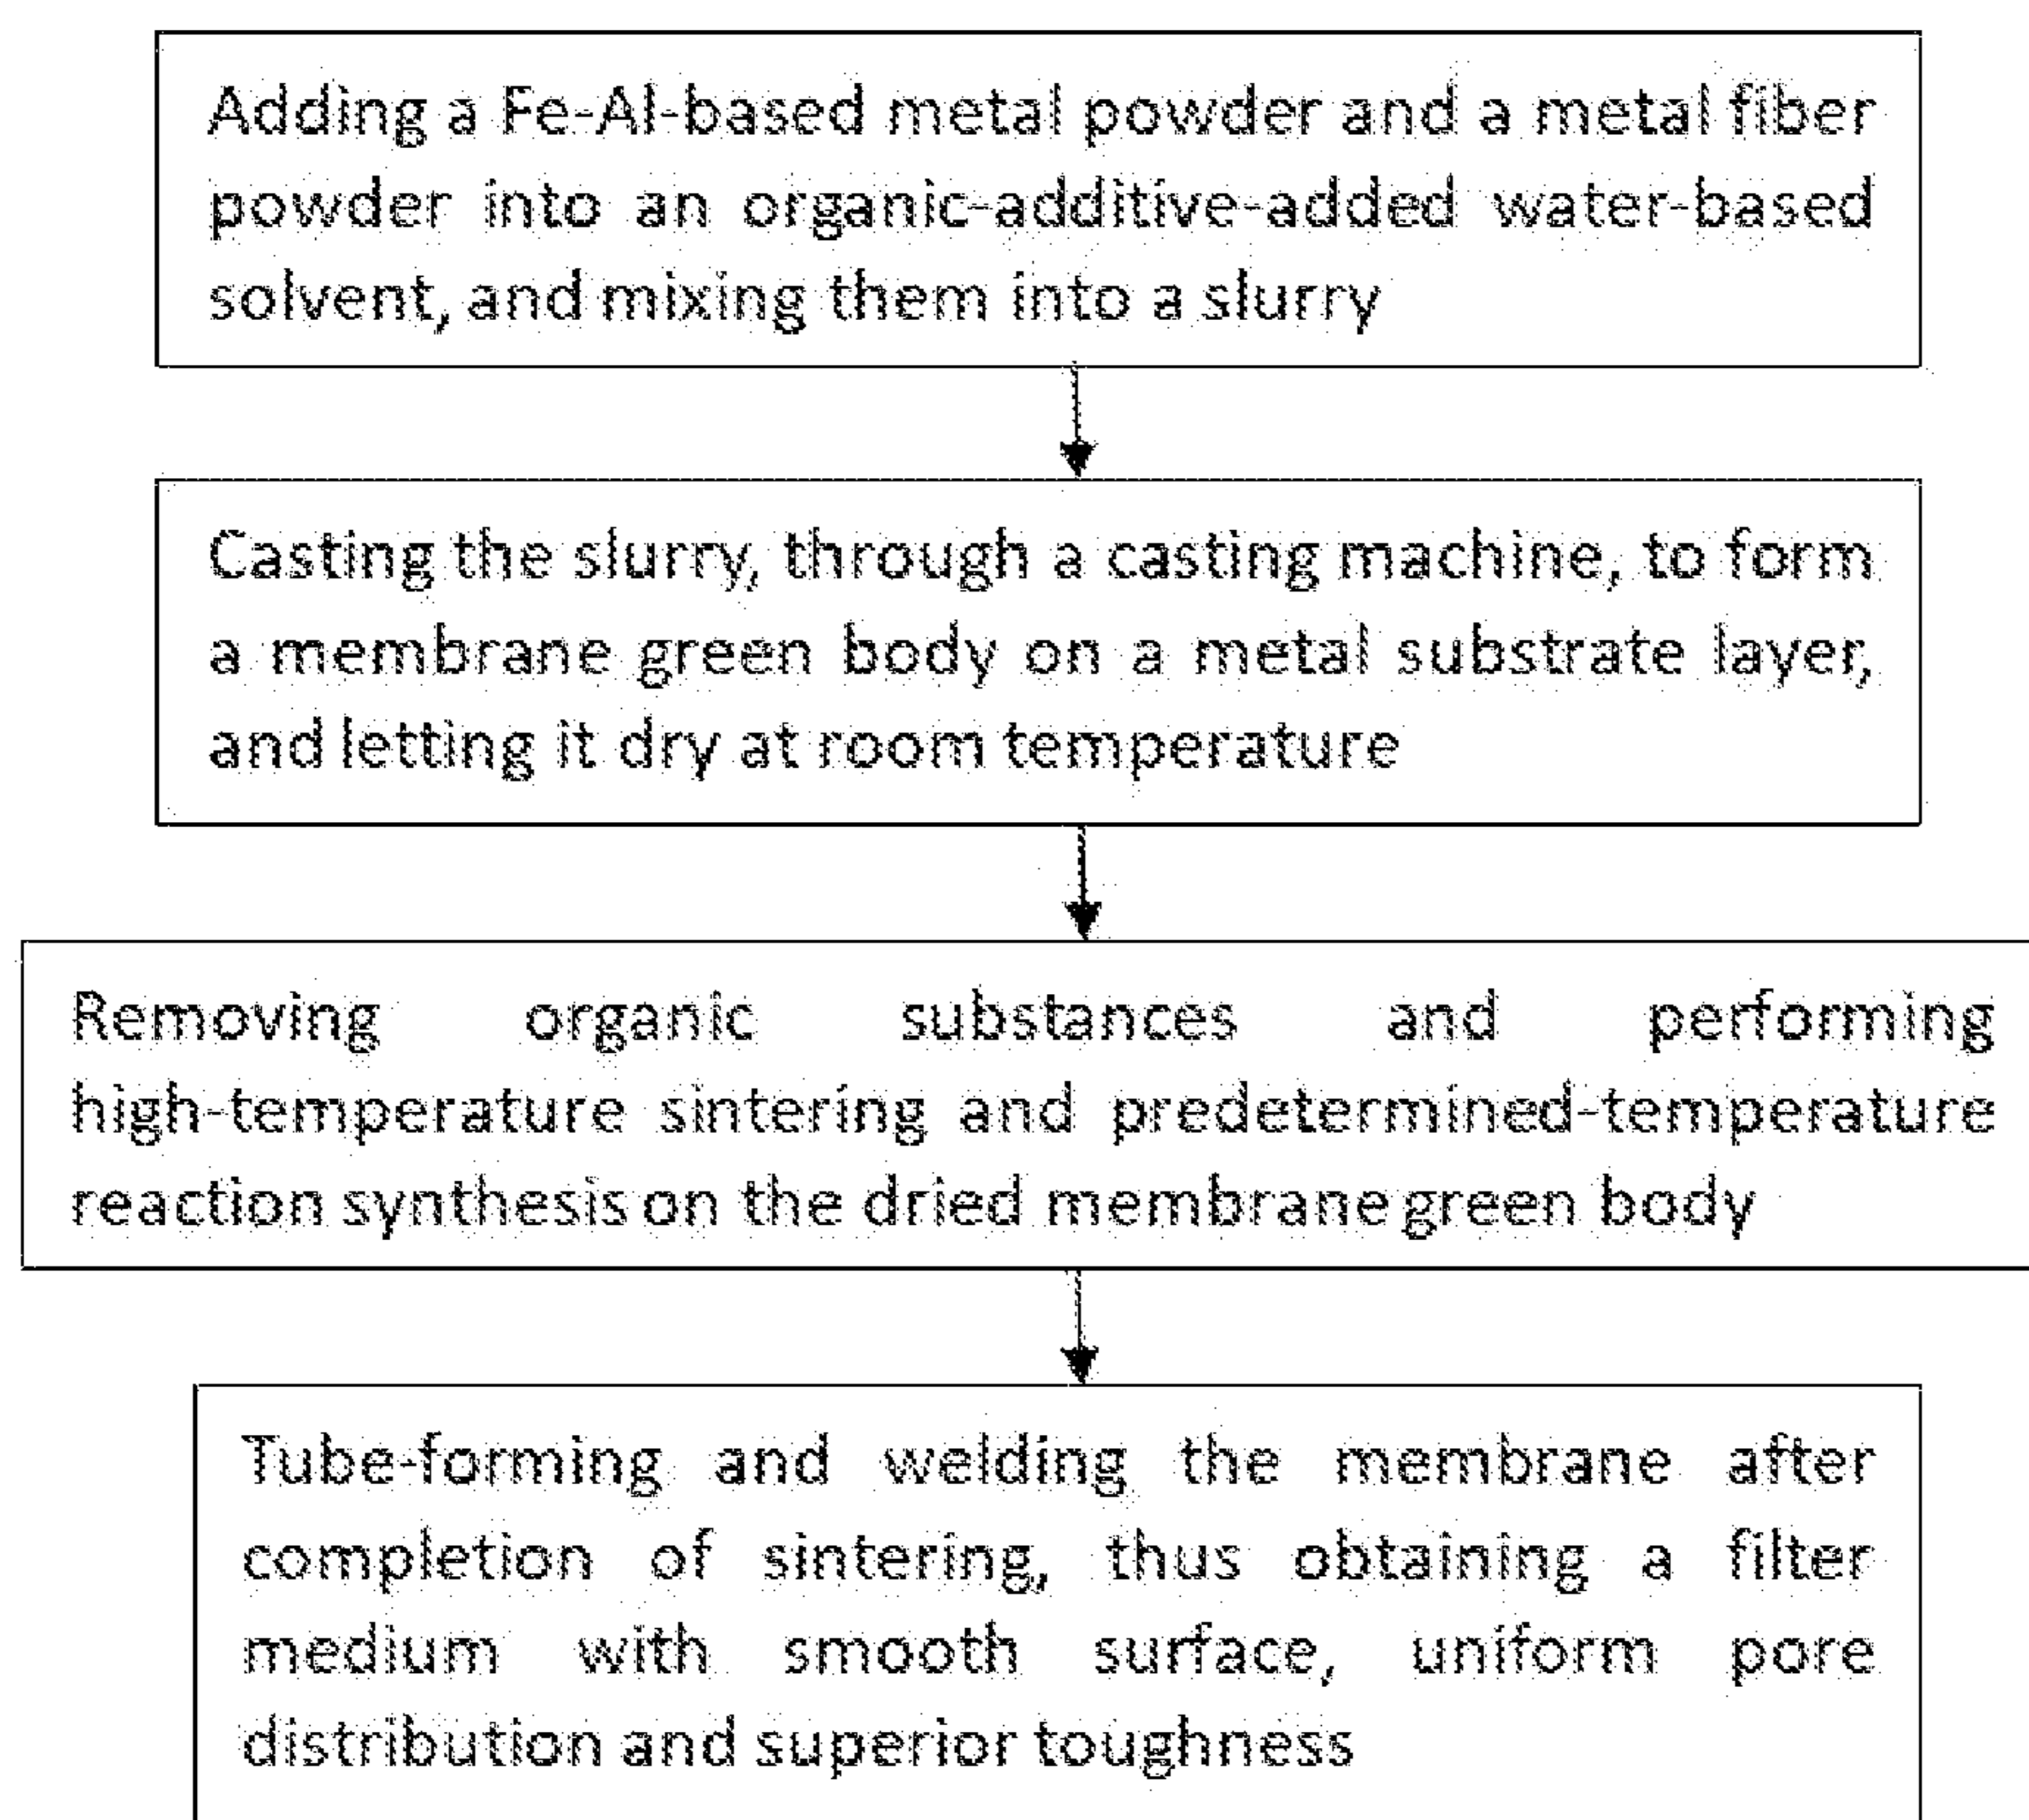 Adding a Fe-Al-based metal powder and a metal fiber
powder into an organic-additive-added water-based
solvent, and mixing them into a slurry
Casting the slurry, through a casting machine, to form
a membrane green body on a metal substrate layer,
and letting it dry at room temperature
Removing organic substances and performing
high-temperature sintering and predetermined-temperature
reaction synthesis on the dried membrane green body
Tube-forming and welding the membrane after
completion of sintering, thus obtaining a filter
medium with smooth surface, uniform pore
distribution and superior toughness